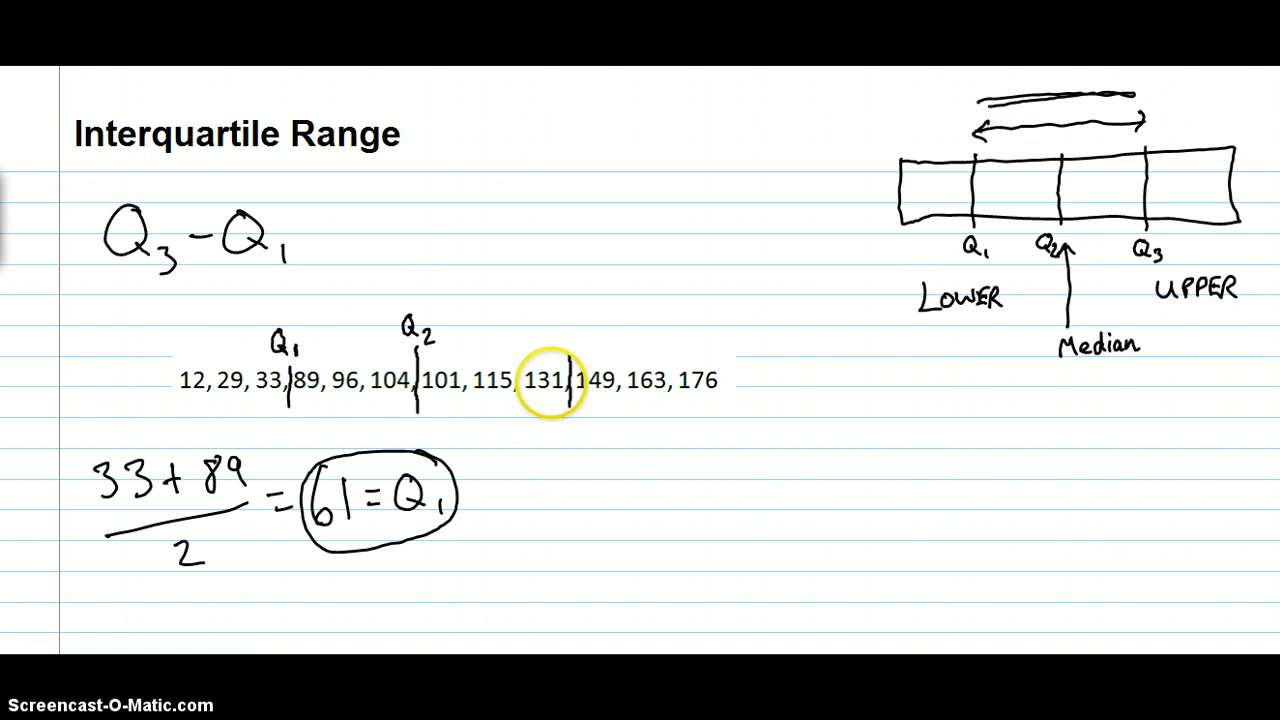 Interquartile Range
Q3 - Q1
Q1 Q2 Q3
LOWER UPPER
Median
Q1 Q2
12, 29, 33, 89, 96, 104, 101, 115, 131, 149, 163, 176
33 + 89
2
= 61 = Q1
Screencast-O-Matic.com